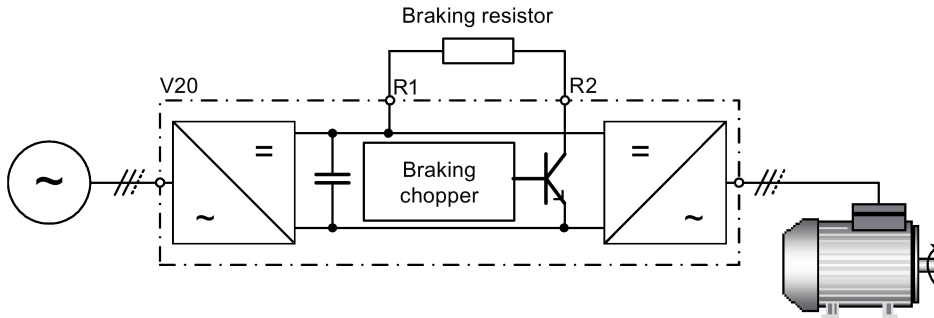 Braking resistor
V20
R1
R2
=
=
~
Braking
chopper
~
~